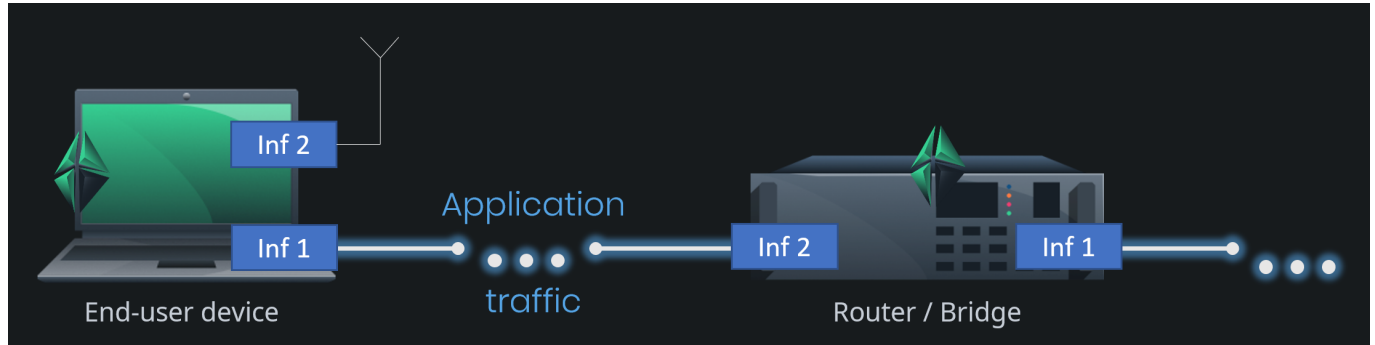 Inf 2
Application
Inf 1
Inf 2
Inf 1
traffic
End-user device
Router / Bridge